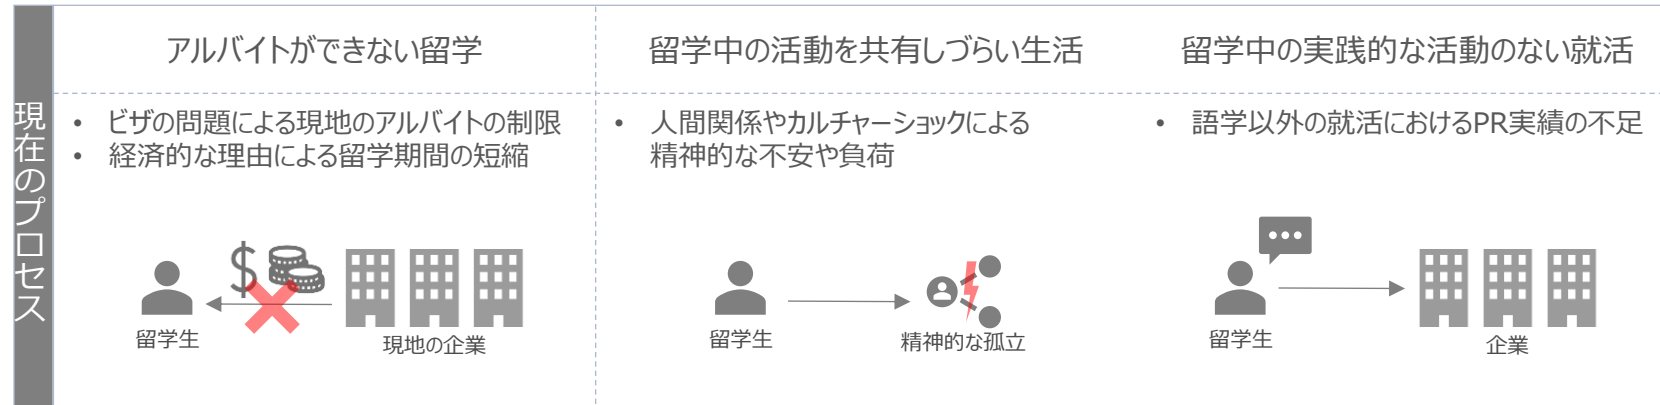 現在のプロセス
アルバイトができない留学
留学中の活動を共有しづらい生活
留学中の実践的な活動のない就活
• ビザの問題による現地のアルバイトの制限
• 経済的な理由による留学期間の短縮
• 人間関係やカルチャーショックによる
精神的な不安や負荷
• 語学以外の就活におけるPR実績の不足
$
留学生
現地の企業
留学生
精神的な孤立
留学生
企業